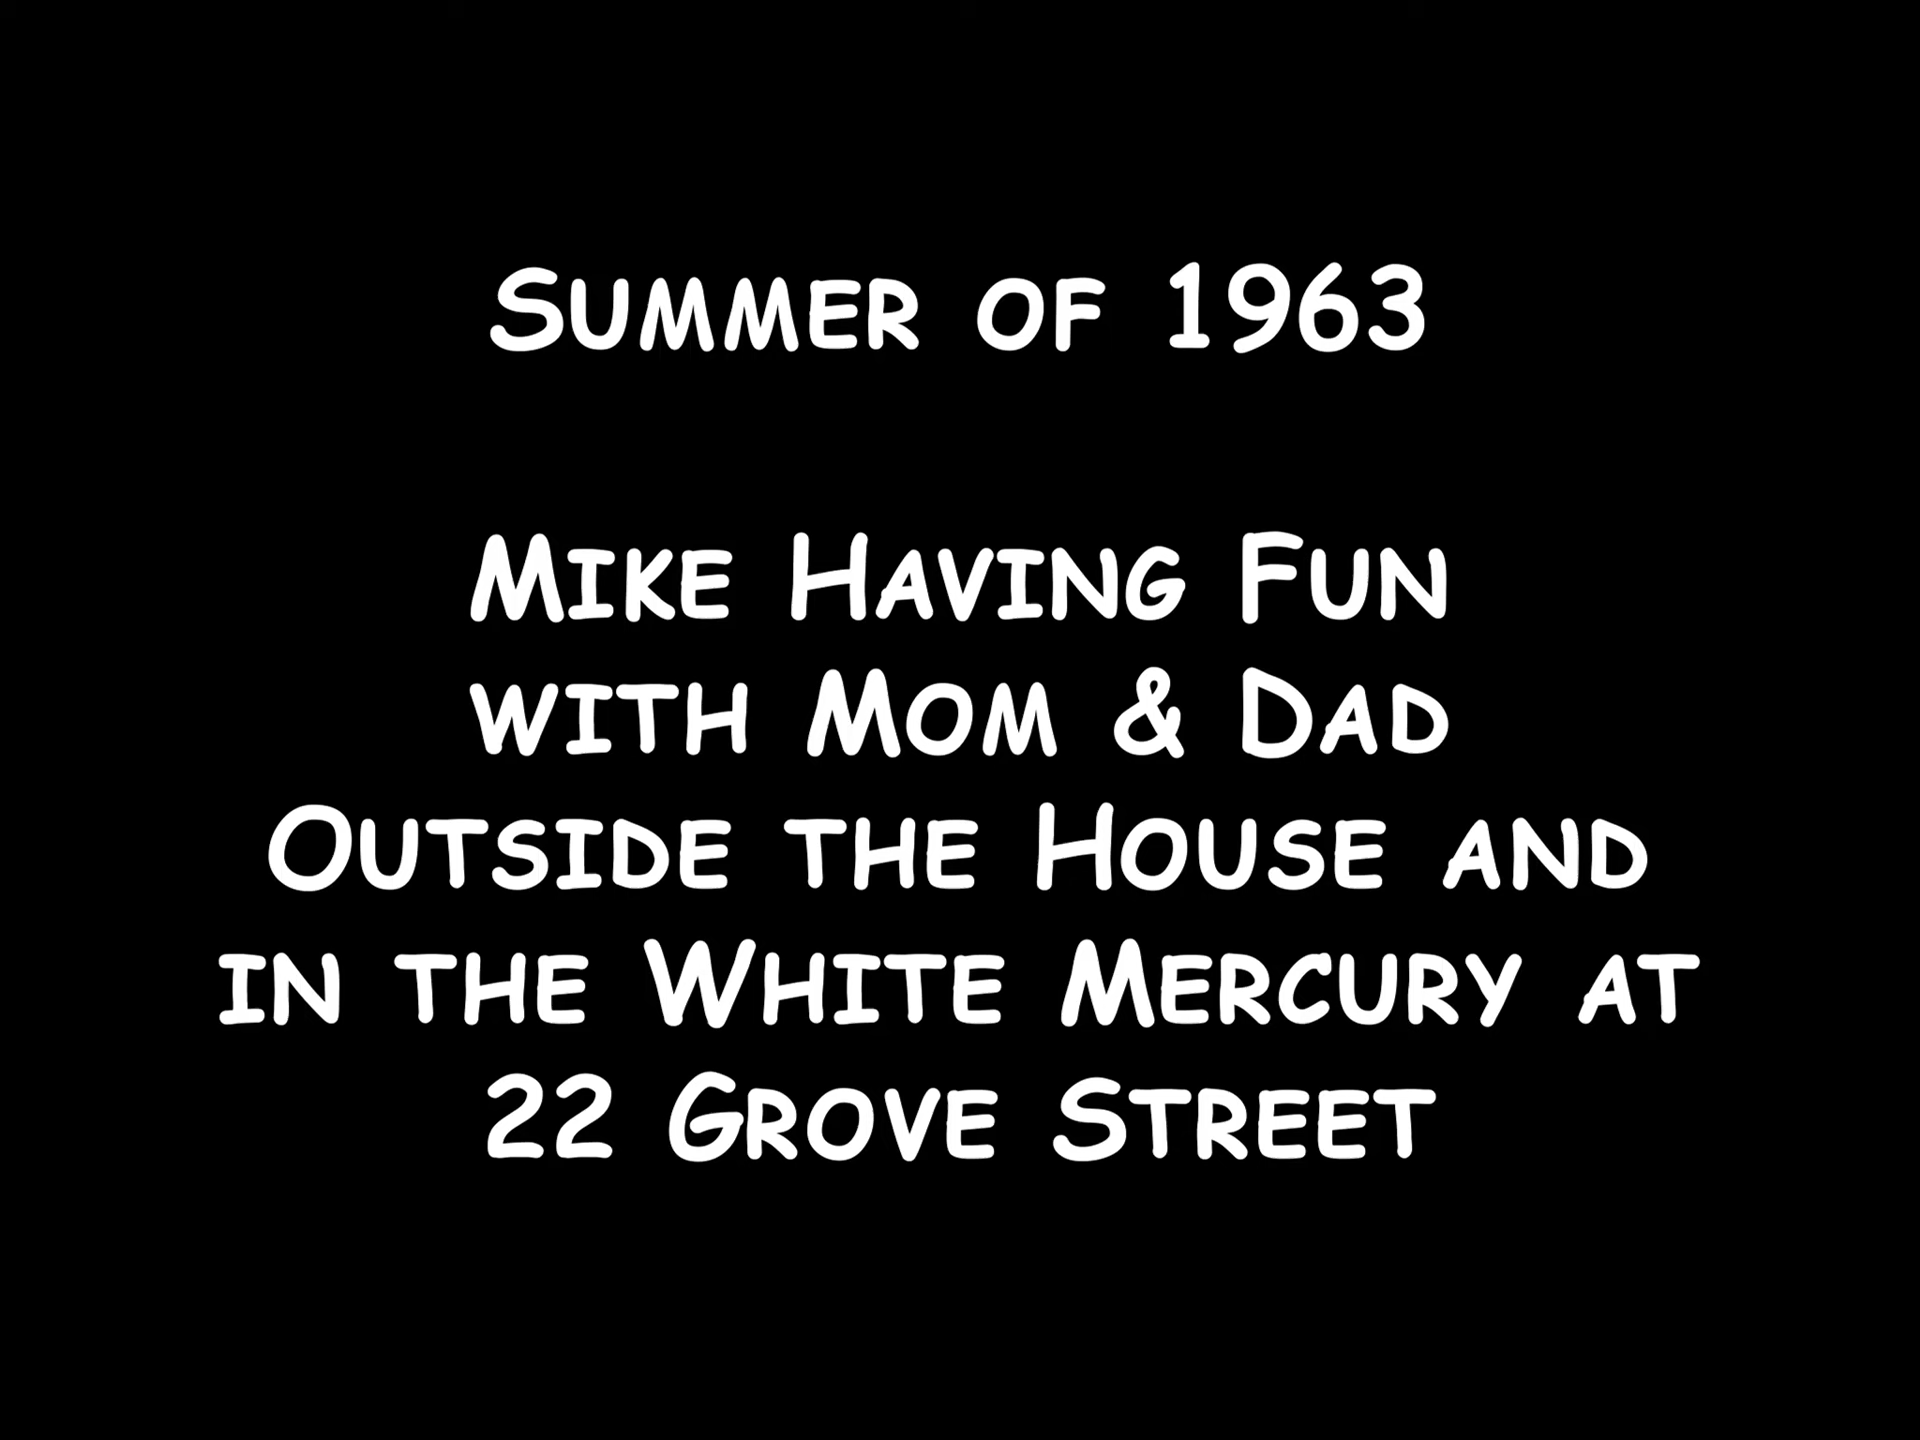 Summer of 1963
Mike Having Fun
with Mom & Dad
Outside the House and
in the White Mercury at
22 Grove Street